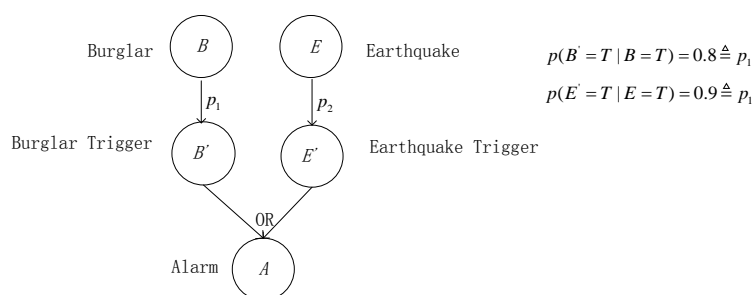 Burglar B E Earthquake
p(B' = T | B = T) = 0.8 ≜ p₁
p(E' = T | E = T) = 0.9 ≜ p₁
p₁ p₂
Burglar Trigger B' E' Earthquake Trigger
OR
Alarm A